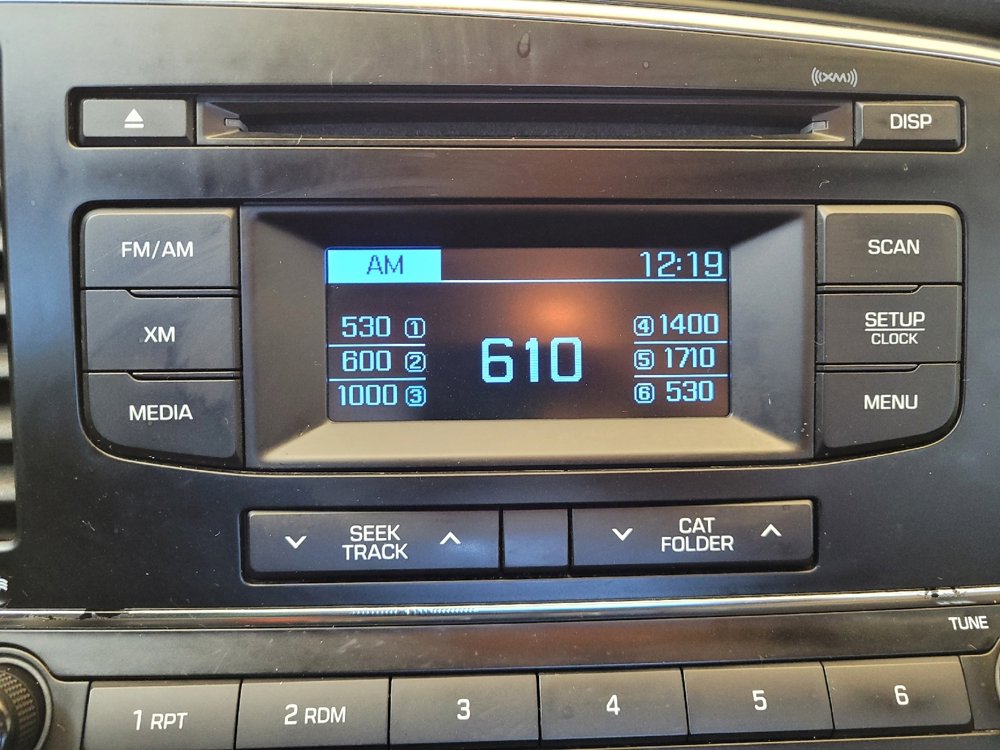 ((XM))
DISP
FM/AM
XM
MEDIA
AM 12:19
530 1
600 2
1000 3
610
4 1400
5 1710
6 530
SCAN
SETUP
CLOCK
MENU
SEEK
TRACK
CAT
FOLDER
TUNE
1 RPT
2 RDM
3
4
5
6